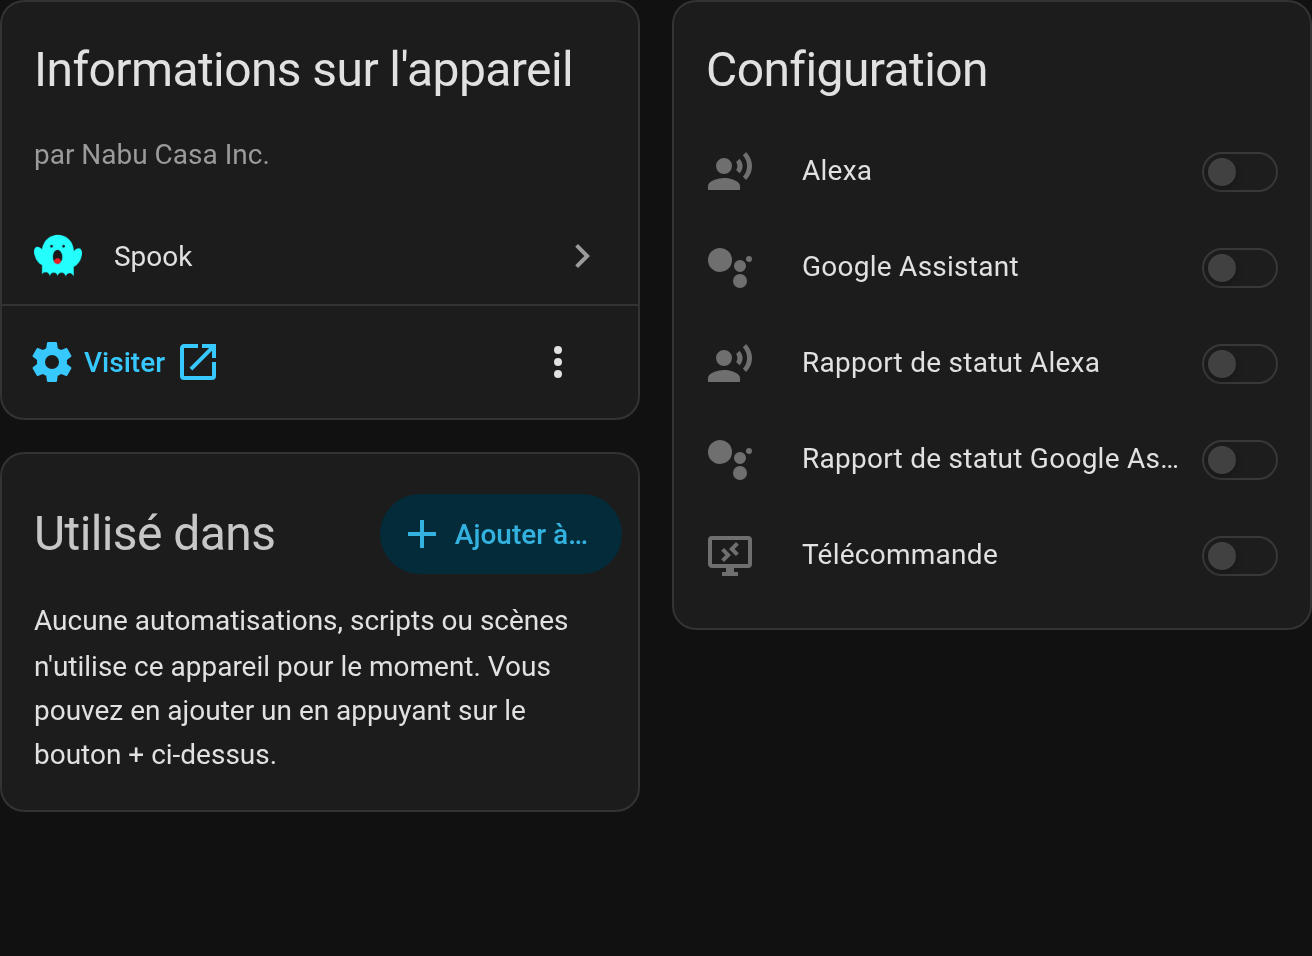 Informations sur l'appareil
par Nabu Casa Inc.
Spook
Visiter
Utilisé dans
Ajouter à...
Aucune automatisations, scripts ou scènes
n'utilise ce appareil pour le moment. Vous
pouvez en ajouter un en appuyant sur le
bouton + ci-dessus.
Configuration
Alexa
Google Assistant
Rapport de statut Alexa
Rapport de statut Google As...
Télécommande